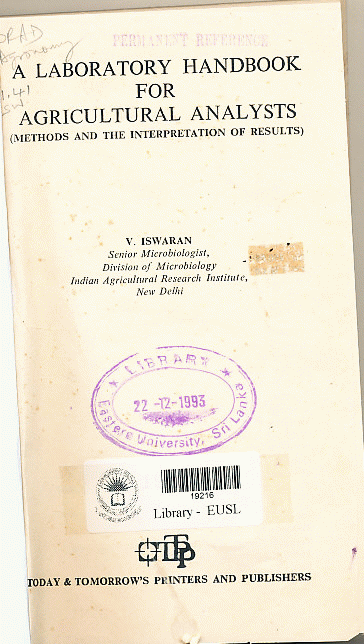 PERMANENT REFERENCE
A LABORATORY HANDBOOK
FOR
AGRICULTURAL ANALYSTS
(METHODS AND THE INTERPRETATION OF RESULTS)
V. ISWARAN
Senior Microbiologist,
Division of Microbiology
Indian Agricultural Research Institute,
New Delhi
LIBRARY
22-12-1993
Eastern University, Sri Lanka
19216
Library - EUSL
TODAY & TOMORROW'S PRINTERS AND PUBLISHERS